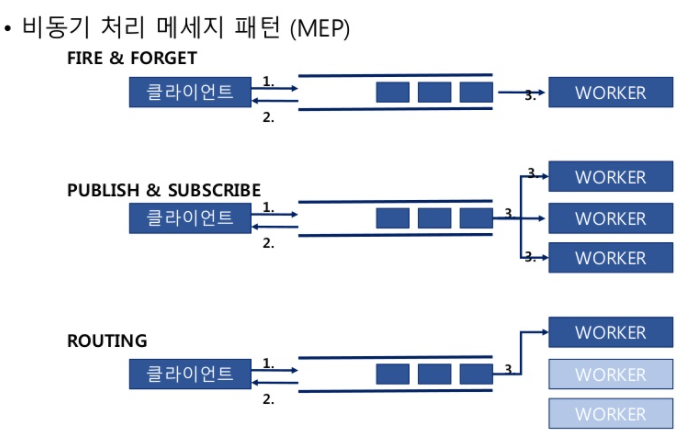 • 비동기 처리 메세지 패턴 (MEP)
FIRE & FORGET
클라이언트
1.
2.
3.
WORKER
PUBLISH & SUBSCRIBE
클라이언트
1.
2.
3.
3.
3.
WORKER
WORKER
WORKER
ROUTING
클라이언트
1.
2.
3.
WORKER
WORKER
WORKER